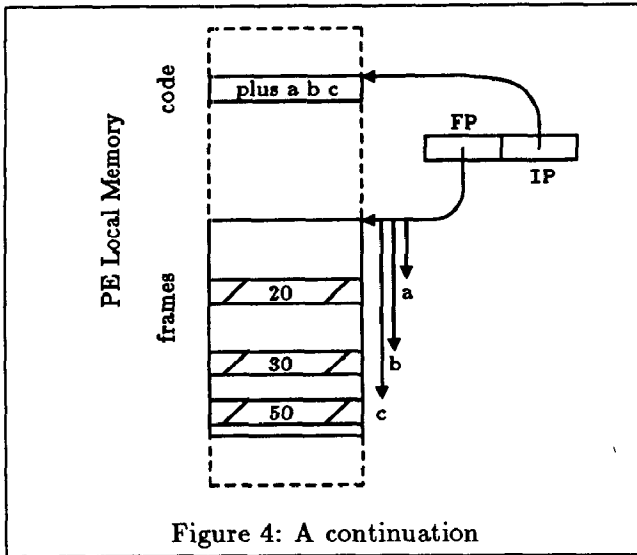 PE Local Memory
code
frames
plus a b c
FP
IP
20
a
30
b
50
c
Figure 4: A continuation